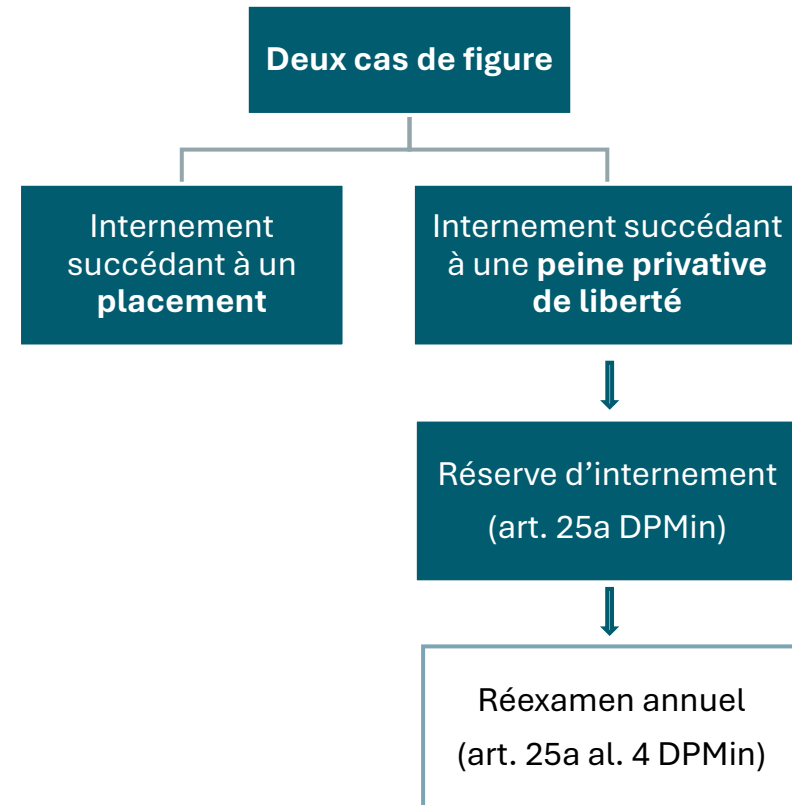 Deux cas de figure
Internement
succédant à un
placement
Internement succédant
à une peine privative
de liberté
Réserve d’internement
(art. 25a DPMin)
Réexamen annuel
(art. 25a al. 4 DPMin)